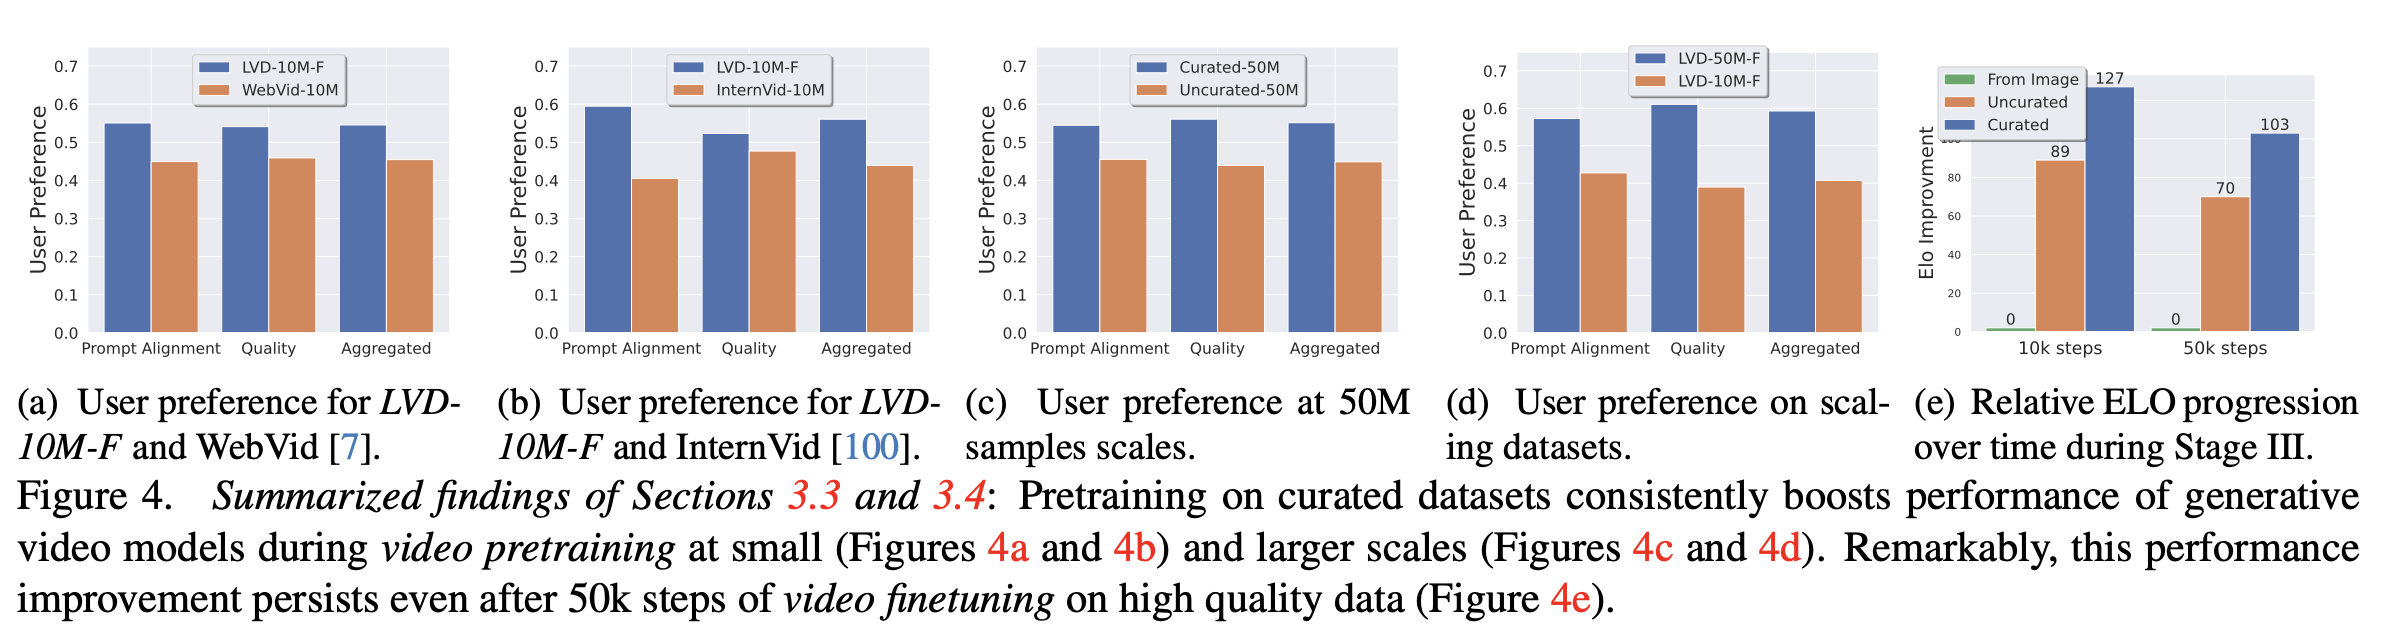 0.7
0.6
0.5
0.4
0.3
0.2
0.1
0.0
User Preference
LVD-10M-F
WebVid-10M
Prompt Alignment Quality Aggregated
0.7
0.6
0.5
0.4
0.3
0.2
0.1
0.0
User Preference
LVD-10M-F
InternVid-10M
Prompt Alignment Quality Aggregated
0.7
0.6
0.5
0.4
0.3
0.2
0.1
0.0
User Preference
Curated-50M
Uncurated-50M
Prompt Alignment Quality Aggregated
0.7
0.6
0.5
0.4
0.3
0.2
0.1
0.0
User Preference
LVD-50M-F
LVD-10M-F
Prompt Alignment Quality Aggregated
From Image
Uncurated
Curated
127
103
89
70
0 0
80
60
40
20
0
Elo Improvment
10k steps 50k steps
(a) User preference for LVD-
10M-F and WebVid [7].
(b) User preference for LVD-
10M-F and InternVid [100].
(c) User preference at 50M
samples scales.
(d) User preference on scal-
ing datasets.
(e) Relative ELO progression
over time during Stage III.
Figure 4. Summarized findings of Sections 3.3 and 3.4: Pretraining on curated datasets consistently boosts performance of generative
video models during video pretraining at small (Figures 4a and 4b) and larger scales (Figures 4c and 4d). Remarkably, this performance
improvement persists even after 50k steps of video finetuning on high quality data (Figure 4e).